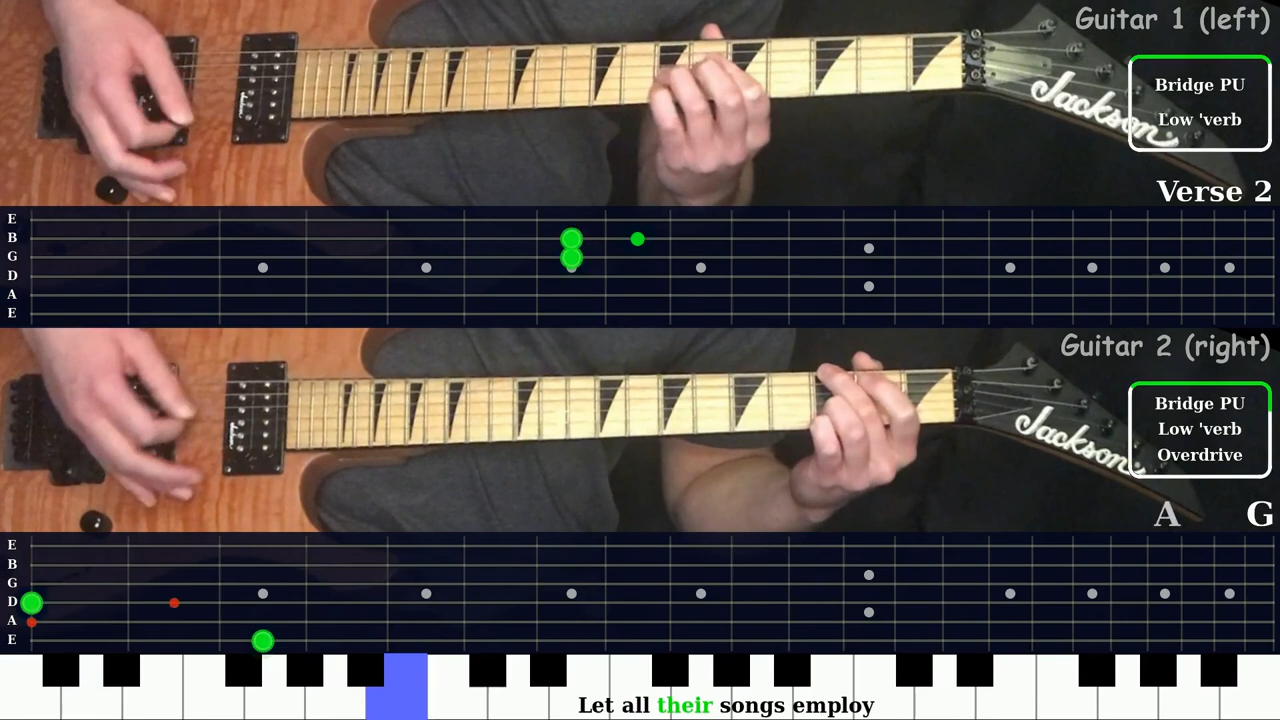 Guitar 1 (left)
Bridge PU
Low 'verb
Jackson
Verse 2
E
B
G
D
A
E
Guitar 2 (right)
Bridge PU
Low 'verb
Overdrive
Jackson
A G
E
B
G
D
A
E
Let all their songs employ